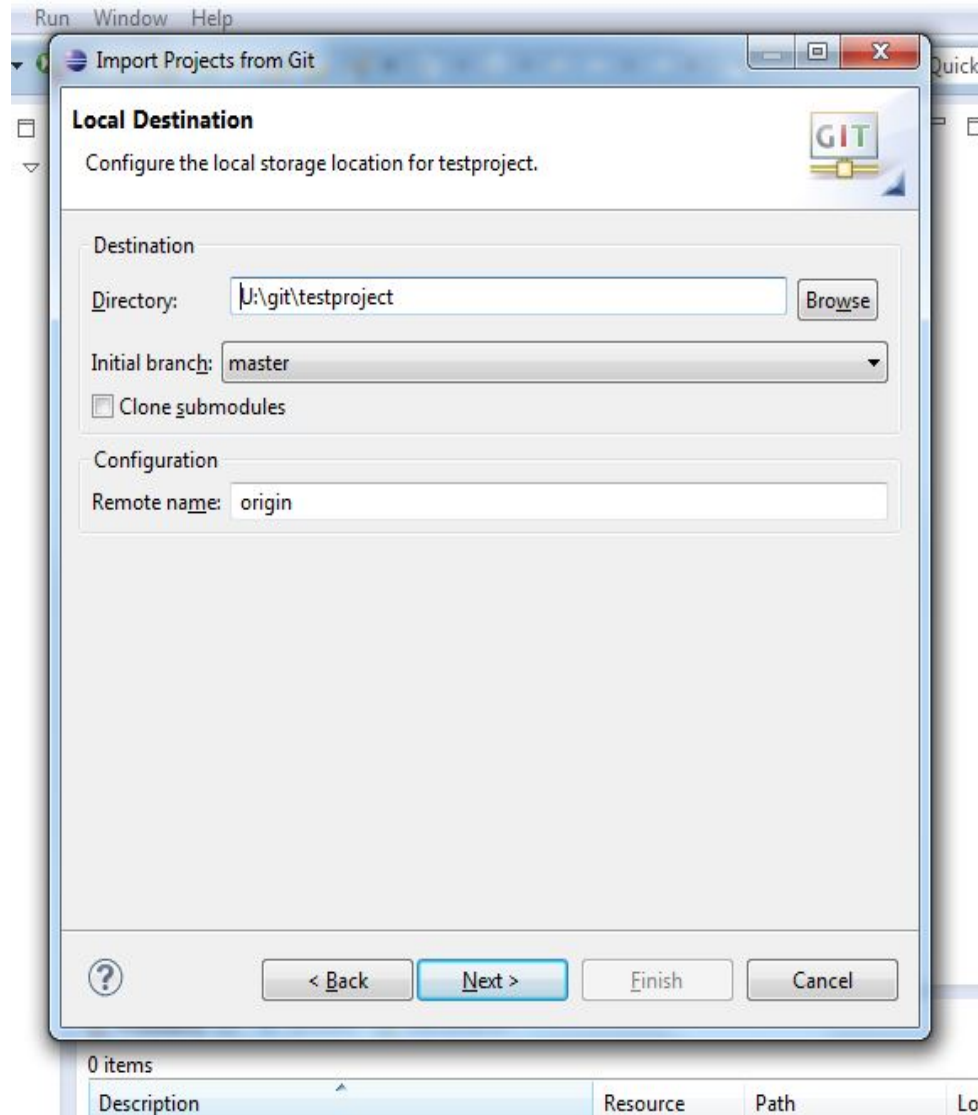 Run Window Help
Import Projects from Git
Quick
Local Destination
GIT
Configure the local storage location for testproject.
Destination
Directory: U:\git\testproject Browse
Initial branch: master
Clone submodules
Configuration
Remote name: origin
? < Back Next > Finish Cancel
0 items
Description Resource Path Lo